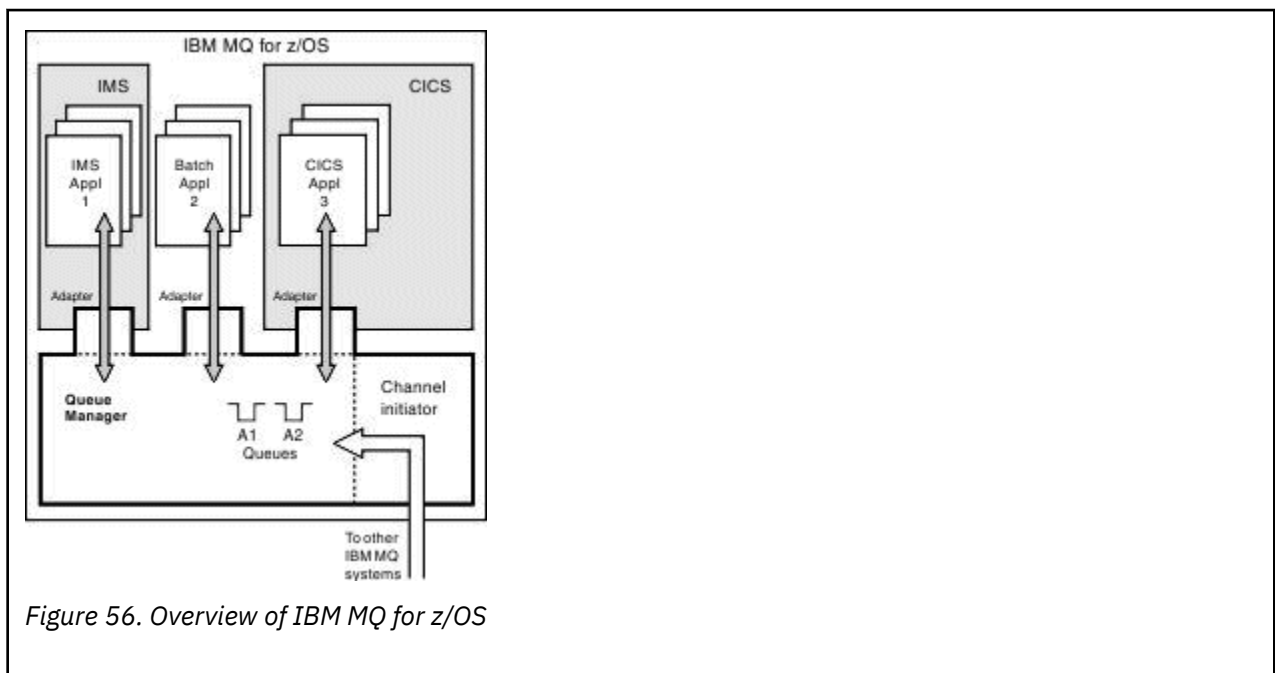 IBM MQ for z/OS
IMS
CICS
IMS
Appl
1
Batch
Appl
2
CICS
Appl
3
Adapter
Adapter
Adapter
Queue
Manager
A1
A2
Queues
Channel
initiator
To other
IBM MQ
systems
Figure 56. Overview of IBM MQ for z/OS